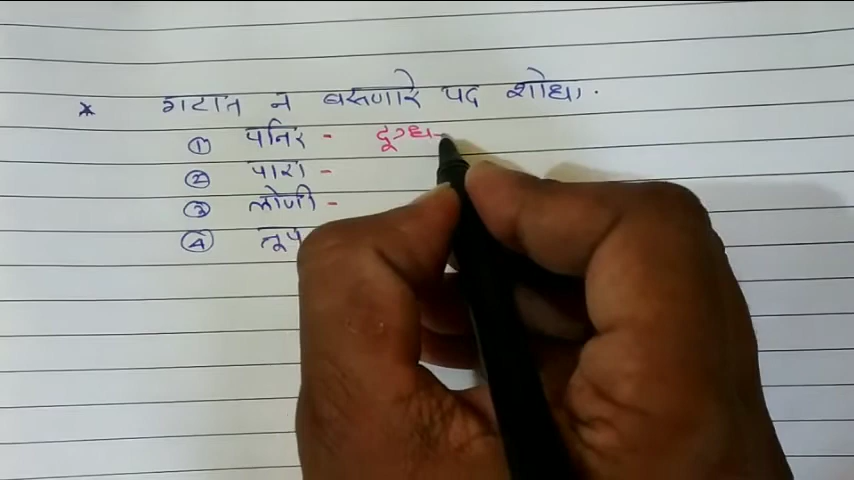 * गटात न बसणारे पद शोधा.
① पनिर - दूग्ध-
② पारा -
③ लोणी -
④ तूप